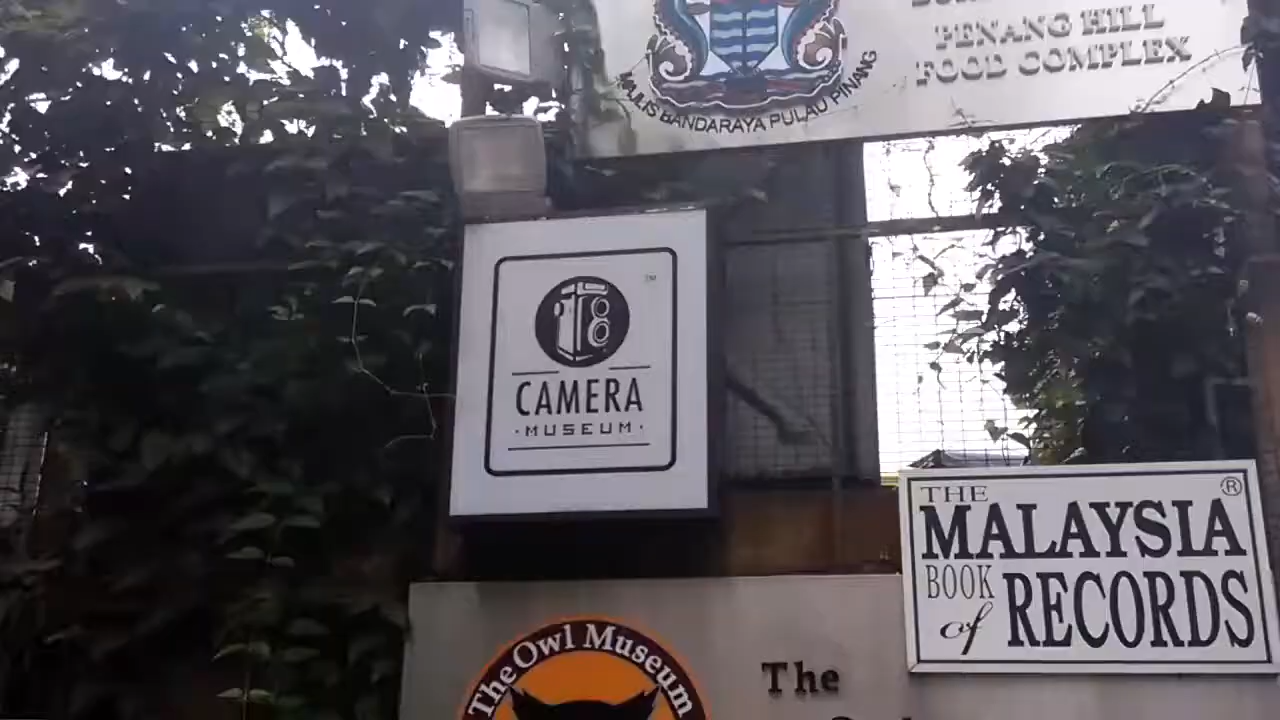 PENANG HILL
FOOD COMPLEX
MAJLIS BANDARAYA PULAU PINANG
TM
CAMERA
·MUSEUM·
THE
MALAYSIA ®
BOOK
of RECORDS
The Owl Museum
The